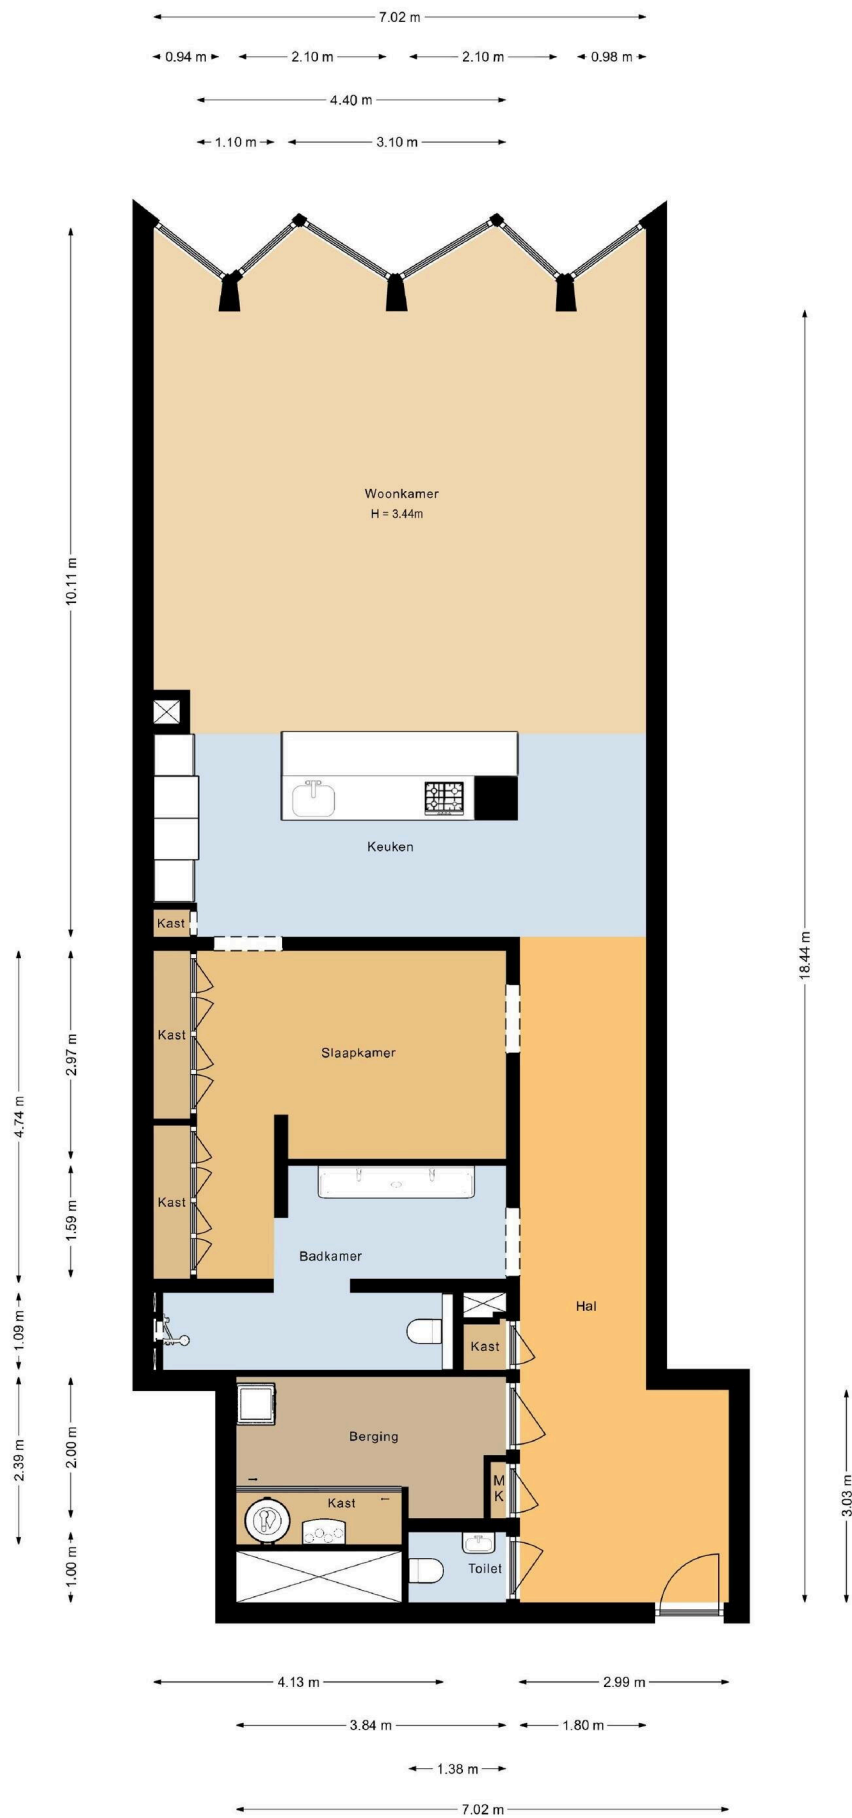 7.02 m
0.94 m 2.10 m 2.10 m 0.98 m
4.40 m
1.10 m 3.10 m
10.11 m
18.44 m
Woonkamer
H = 3.44m
Keuken
Kast
4.74 m
2.97 m
Kast
Slaapkamer
1.59 m
Kast
Badkamer
Hal
1.09 m
Kast
2.39 m
2.00 m
Berging
3.03 m
M
K
Kast
1.00 m
Toilet
4.13 m 2.99 m
3.84 m 1.80 m
1.38 m
7.02 m